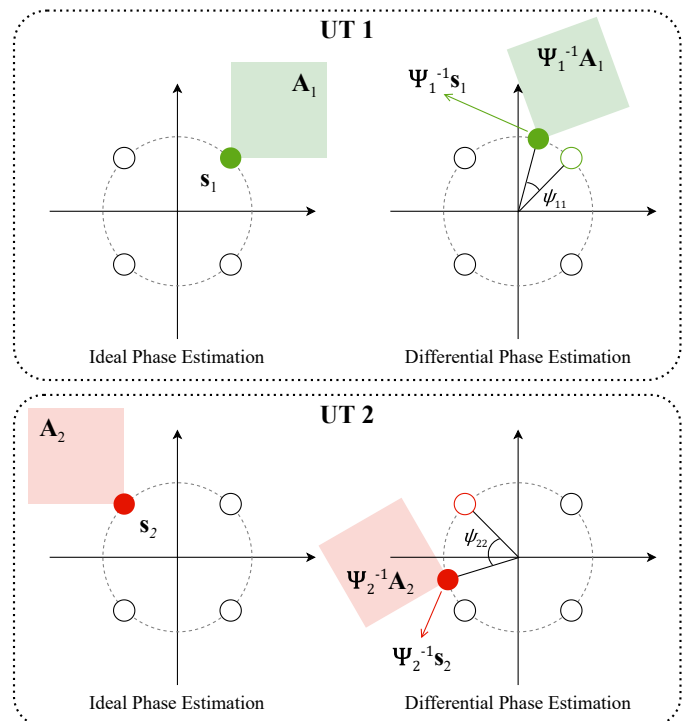 UT 1
A₁
s₁
Ψ₁⁻¹A₁
Ψ₁⁻¹s₁
ψ₁₁
Ideal Phase Estimation
Differential Phase Estimation
UT 2
A₂
s₂
ψ₂₂
Ψ₂⁻¹A₂
Ψ₂⁻¹s₂
Ideal Phase Estimation
Differential Phase Estimation